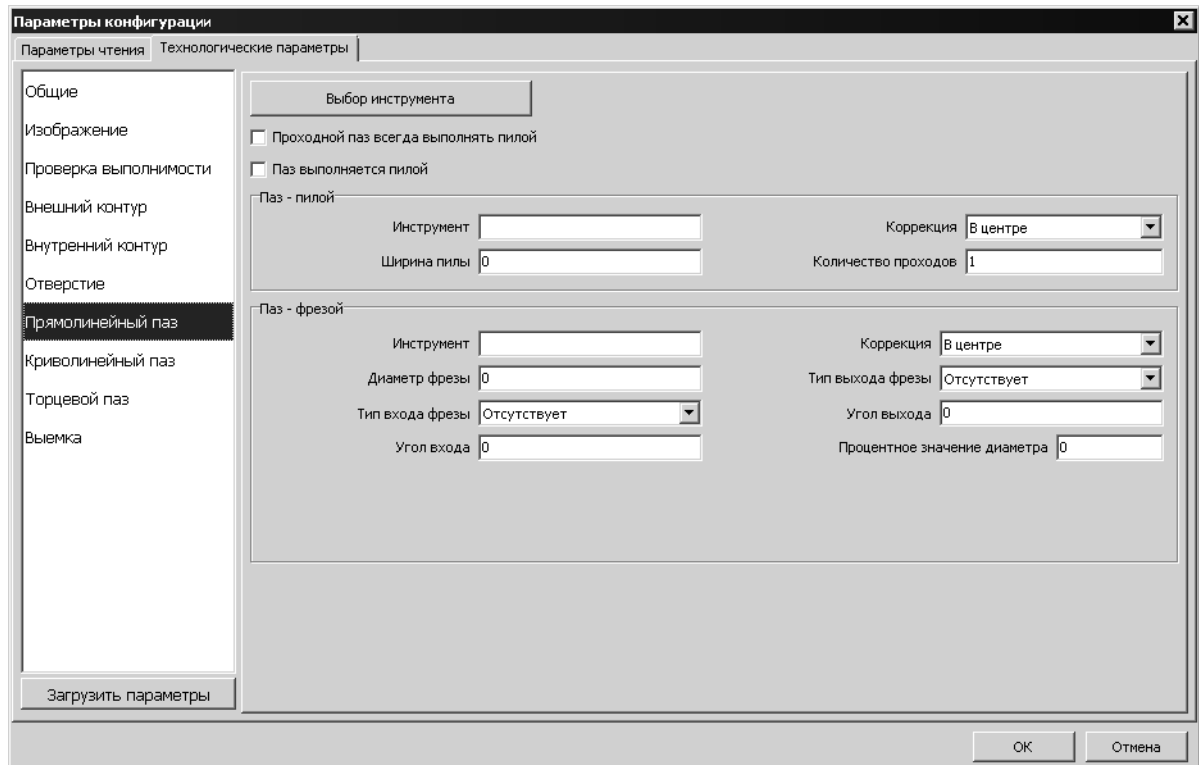 Параметры конфигурации
Параметры чтения Технологические параметры
Общие
Изображение
Проверка выполнимости
Внешний контур
Внутренний контур
Отверстие
Прямолинейный паз
Криволинейный паз
Торцевой паз
Выемка
Загрузить параметры
Выбор инструмента
Проходной паз всегда выполнять пилой
Паз выполняется пилой
Паз - пилой
Инструмент Коррекция В центре
Ширина пилы 0 Количество проходов 1
Паз - фрезой
Инструмент Коррекция В центре
Диаметр фрезы 0 Тип выхода фрезы Отсутствует
Тип входа фрезы Отсутствует Угол выхода 0
Угол входа 0 Процентное значение диаметра 0
ОК Отмена